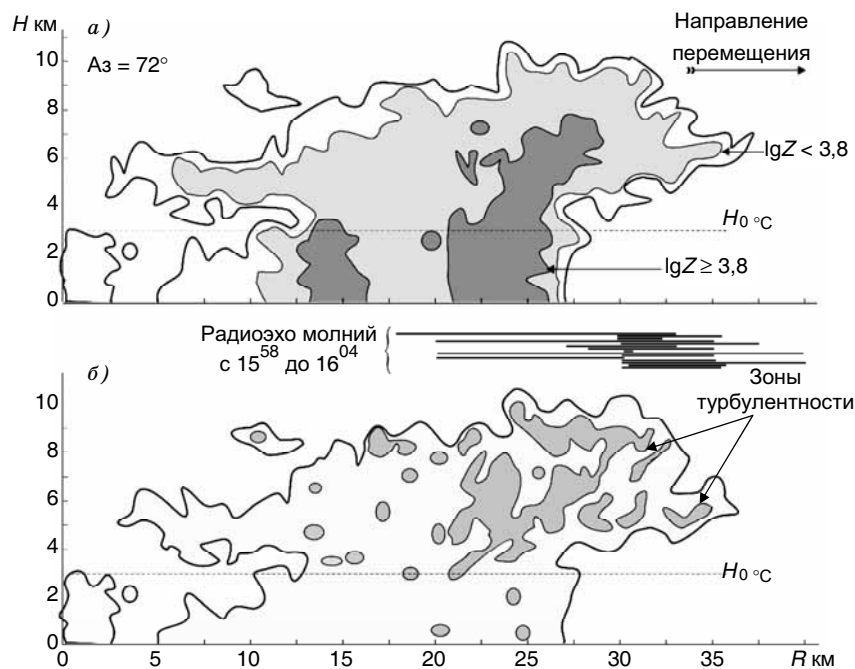 H км
а)
Направление
перемещения
Аз = 72°
10
8
6
4
2
0
lgZ < 3,8
H0 °C
lgZ ≥ 3,8
Радиоэхо молний
с 15^58 до 16^04
б)
Зоны
турбулентности
10
8
6
4
2
0
H0 °C
0 5 10 15 20 25 30 35 R км